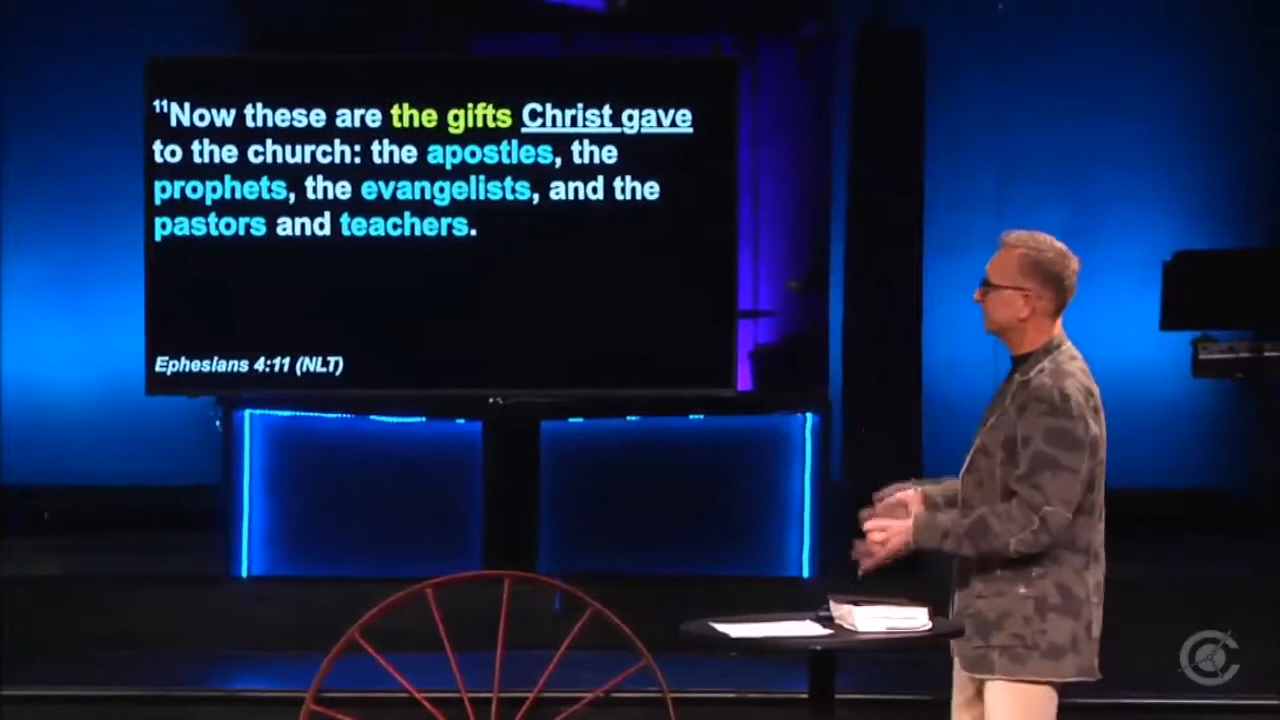 ¹¹Now these are the gifts Christ gave
to the church: the apostles, the
prophets, the evangelists, and the
pastors and teachers.
Ephesians 4:11 (NLT)